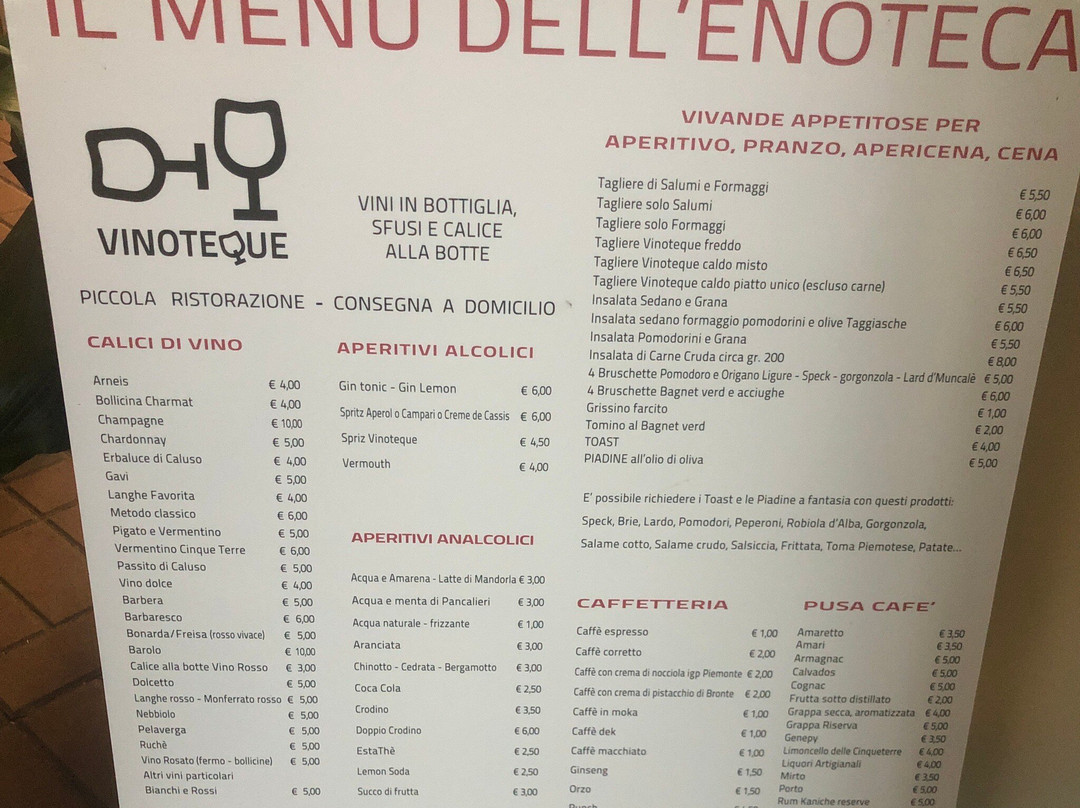 IL MENU DELL'ENOTECA
VINOTEQUE
VINI IN BOTTIGLIA,
SFUSI E CALICE
ALLA BOTTE
PICCOLA RISTORAZIONE - CONSEGNA A DOMICILIO
CALICI DI VINO
Arneis € 4,00
Bollicina Charmat € 4,00
Champagne € 10,00
Chardonnay € 5,00
Erbaluce di Caluso € 4,00
Gavi € 5,00
Langhe Favorita € 4,00
Metodo classico € 6,00
Pigato e Vermentino € 5,00
Vermentino Cinque Terre € 6,00
Passito di Caluso € 5,00
Vino dolce € 4,00
Barbera € 5,00
Barbaresco € 6,00
Bonarda/Freisa (rosso vivace) € 5,00
Barolo € 10,00
Calice alla botte Vino Rosso € 3,00
Dolcetto € 5,00
Langhe rosso - Monferrato rosso € 5,00
Nebbiolo € 5,00
Pelaverga € 5,00
Ruchè € 5,00
Vino Rosato (fermo - bollicine) € 5,00
Altri vini particolari
Bianchi e Rossi € 5,00
APERITIVI ALCOLICI
Gin tonic - Gin Lemon € 6,00
Spritz Aperol o Campari o Creme de Cassis € 6,00
Spriz Vinoteque € 4,50
Vermouth € 4,00
APERITIVI ANALCOLICI
Acqua e Amarena - Latte di Mandorla € 3,00
Acqua e menta di Pancalieri € 3,00
Acqua naturale - frizzante € 1,00
Aranciata € 3,00
Chinotto - Cedrata - Bergamotto € 3,00
Coca Cola € 2,50
Crodino € 3,50
Doppio Crodino € 6,00
EstaThè € 2,50
Lemon Soda € 2,50
Succo di frutta € 3,00
VIVANDE APPETITOSE PER
APERITIVO, PRANZO, APERICENA, CENA
Tagliere di Salumi e Formaggi € 5,50
Tagliere solo Salumi € 6,00
Tagliere solo Formaggi € 6,00
Tagliere Vinoteque freddo € 6,50
Tagliere Vinoteque caldo misto € 6,50
Tagliere Vinoteque caldo piatto unico (escluso carne) € 5,50
Insalata Sedano e Grana € 5,50
Insalata sedano formaggio pomodorini e olive Taggiasche € 6,00
Insalata Pomodorini e Grana € 5,50
Insalata di Carne Cruda circa gr. 200 € 8,00
4 Bruschette Pomodoro e Origano Ligure - Speck - gorgonzola - Lard d'Muncalè € 5,00
4 Bruschette Bagnet verd e acciughe € 6,00
Grissino farcito € 1,00
Tomino al Bagnet verd € 2,00
TOAST € 4,00
PIADINE all'olio di oliva € 5,00
E' possibile richiedere i Toast e le Piadine a fantasia con questi prodotti:
Speck, Brie, Lardo, Pomodori, Peperoni, Robiola d'Alba, Gorgonzola,
Salame cotto, Salame crudo, Salsiccia, Frittata, Toma Piemotese, Patate...
CAFFETTERIA
Caffè espresso € 1,00
Caffè corretto € 2,00
Caffè con crema di nocciola igp Piemonte € 2,00
Caffè con crema di pistacchio di Bronte € 2,00
Caffè in moka € 1,00
Caffè dek € 1,00
Caffè macchiato € 1,00
Ginseng € 1,50
Orzo € 1,50
PUSA CAFE'
Amaretto € 3,50
Amari € 3,50
Armagnac € 5,00
Calvados € 5,00
Cognac € 5,00
Frutta sotto distillato € 2,00
Grappa secca, aromatizzata € 4,00
Grappa Riserva € 5,00
Genepy € 3,50
Limoncello delle Cinqueterre € 4,00
Liquori Artigianali € 4,00
Mirto € 3,50
Porto € 5,00
Rum Kaniche reserve € 5,00